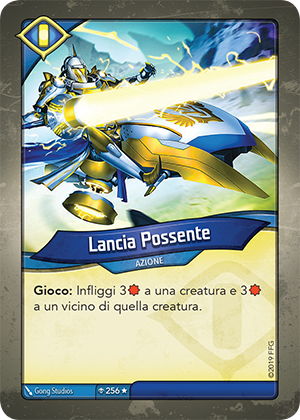 Lancia Possente
AZIONE
Gioco: Infliggi 3 a una creatura e 3
a un vicino di quella creatura.
©2019 FFG
Gong Studios
256